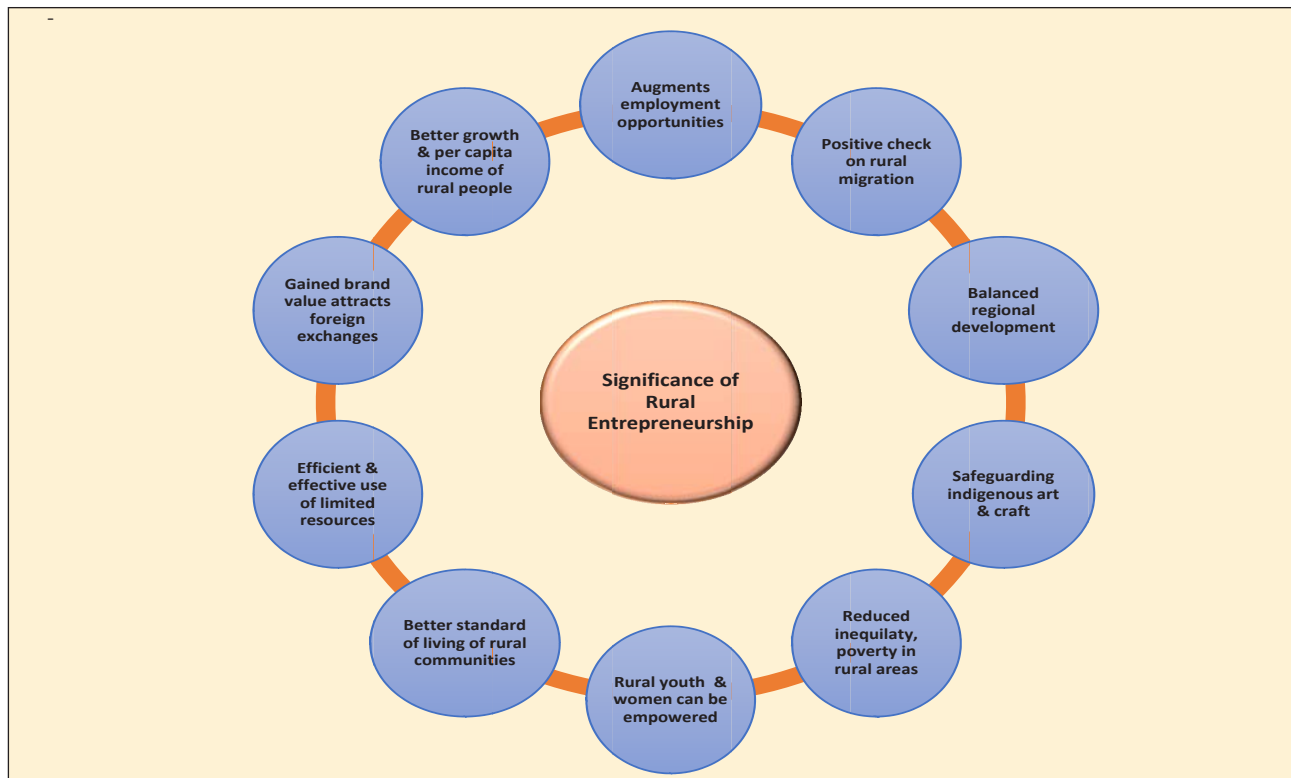 -
Augments
employment
opportunities
Positive check
on rural
migration
Balanced
regional
development
Safeguarding
indigenous art
& craft
Reduced
inequilaty,
poverty in
rural areas
Rural youth & 
women can be
empowered
Better standard
of living of rural
communities
Efficient &
effective use
of limited
resources
Gained brand
value attracts
foreign
exchanges
Better growth
& per capita
income of
rural people
Significance of
Rural
Entrepreneurship